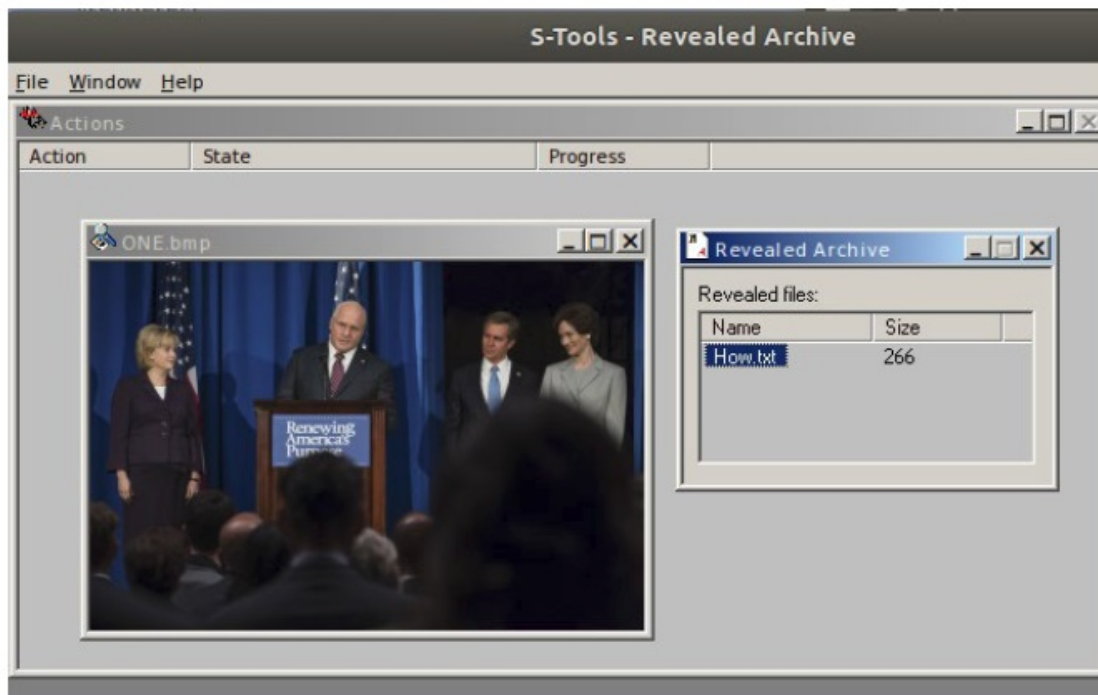 S-Tools - Revealed Archive
File Window Help
Actions
Action State Progress
ONE.bmp
Renewing
America's
Purpose
Revealed Archive
Revealed files:
Name Size
How.txt 266